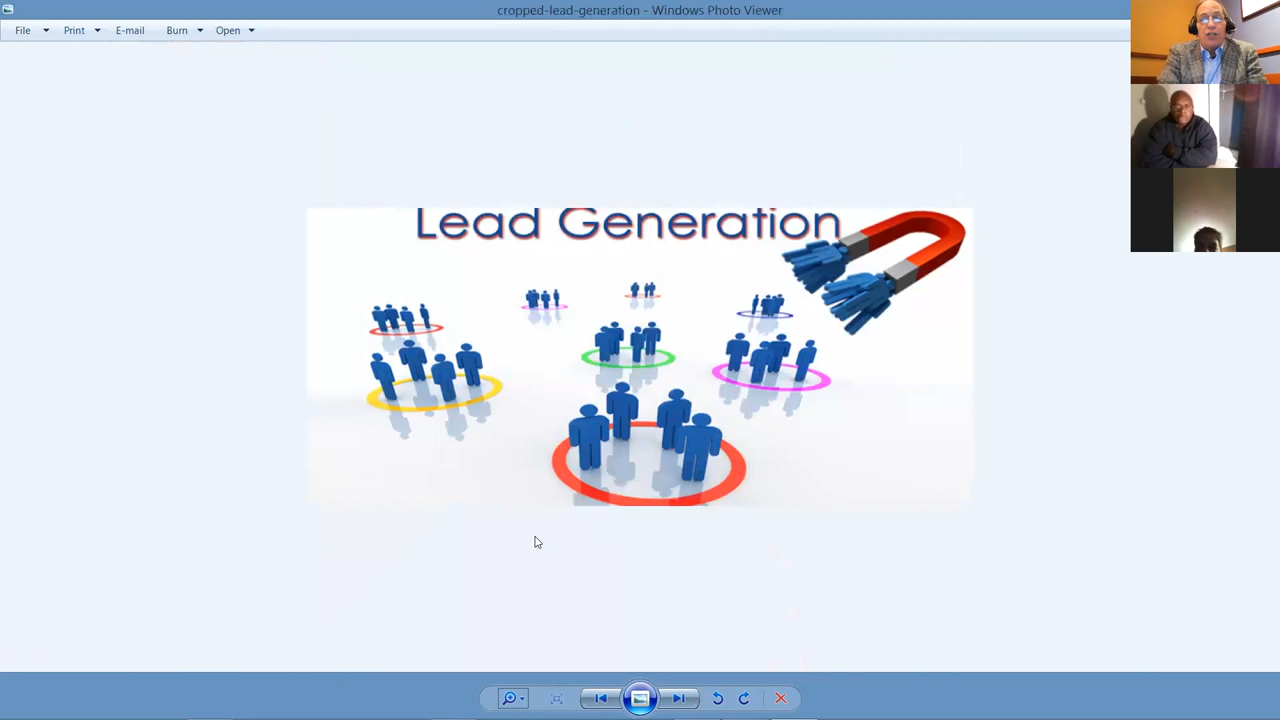 cropped-lead-generation - Windows Photo Viewer
File Print E-mail Burn Open
Lead Generation